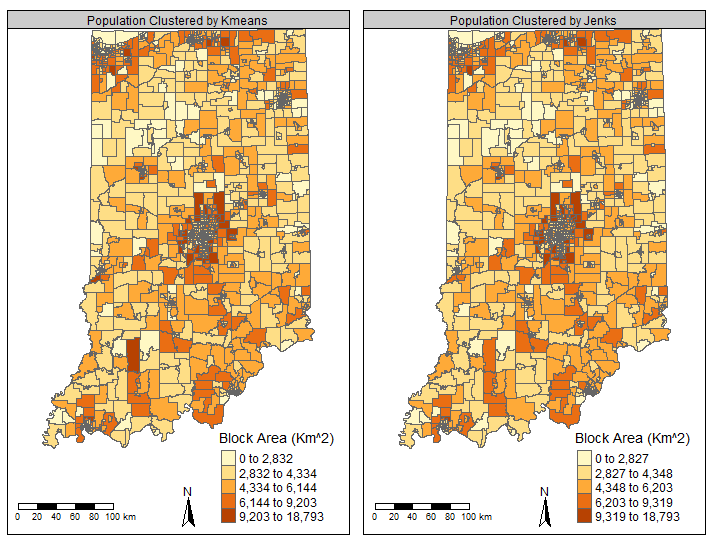 Population Clustered by Kmeans
Block Area (Km^2)
0 to 2,832
2,832 to 4,334
4,334 to 6,144
6,144 to 9,203
9,203 to 18,793
N
0 20 40 60 80 100 km
Population Clustered by Jenks
Block Area (Km^2)
0 to 2,827
2,827 to 4,348
4,348 to 6,203
6,203 to 9,319
9,319 to 18,793
N
0 20 40 60 80 100 km